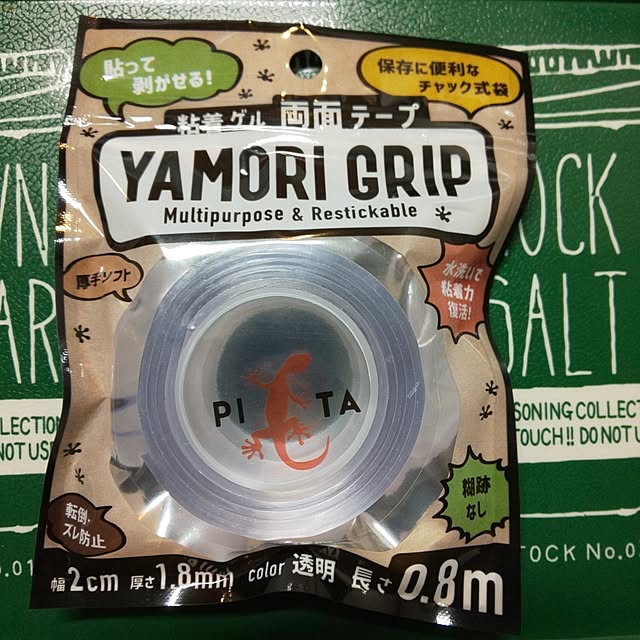 貼って
剥がせる！
保存に便利な
チャック式袋
粘着ゲル 両面テープ
YAMORI GRIP
Multipurpose & Restickable
厚手ソフト
水洗いで
粘着力
復活！
PITA
転倒・
ズレ防止
糊跡
なし
幅2cm 厚さ1.8mm color 透明 長さ0.8m
OCK
SALT
COLLECTION
NOT USE
SONING COLLECT
TOUCH!! DO NOT U
STOCK No.0